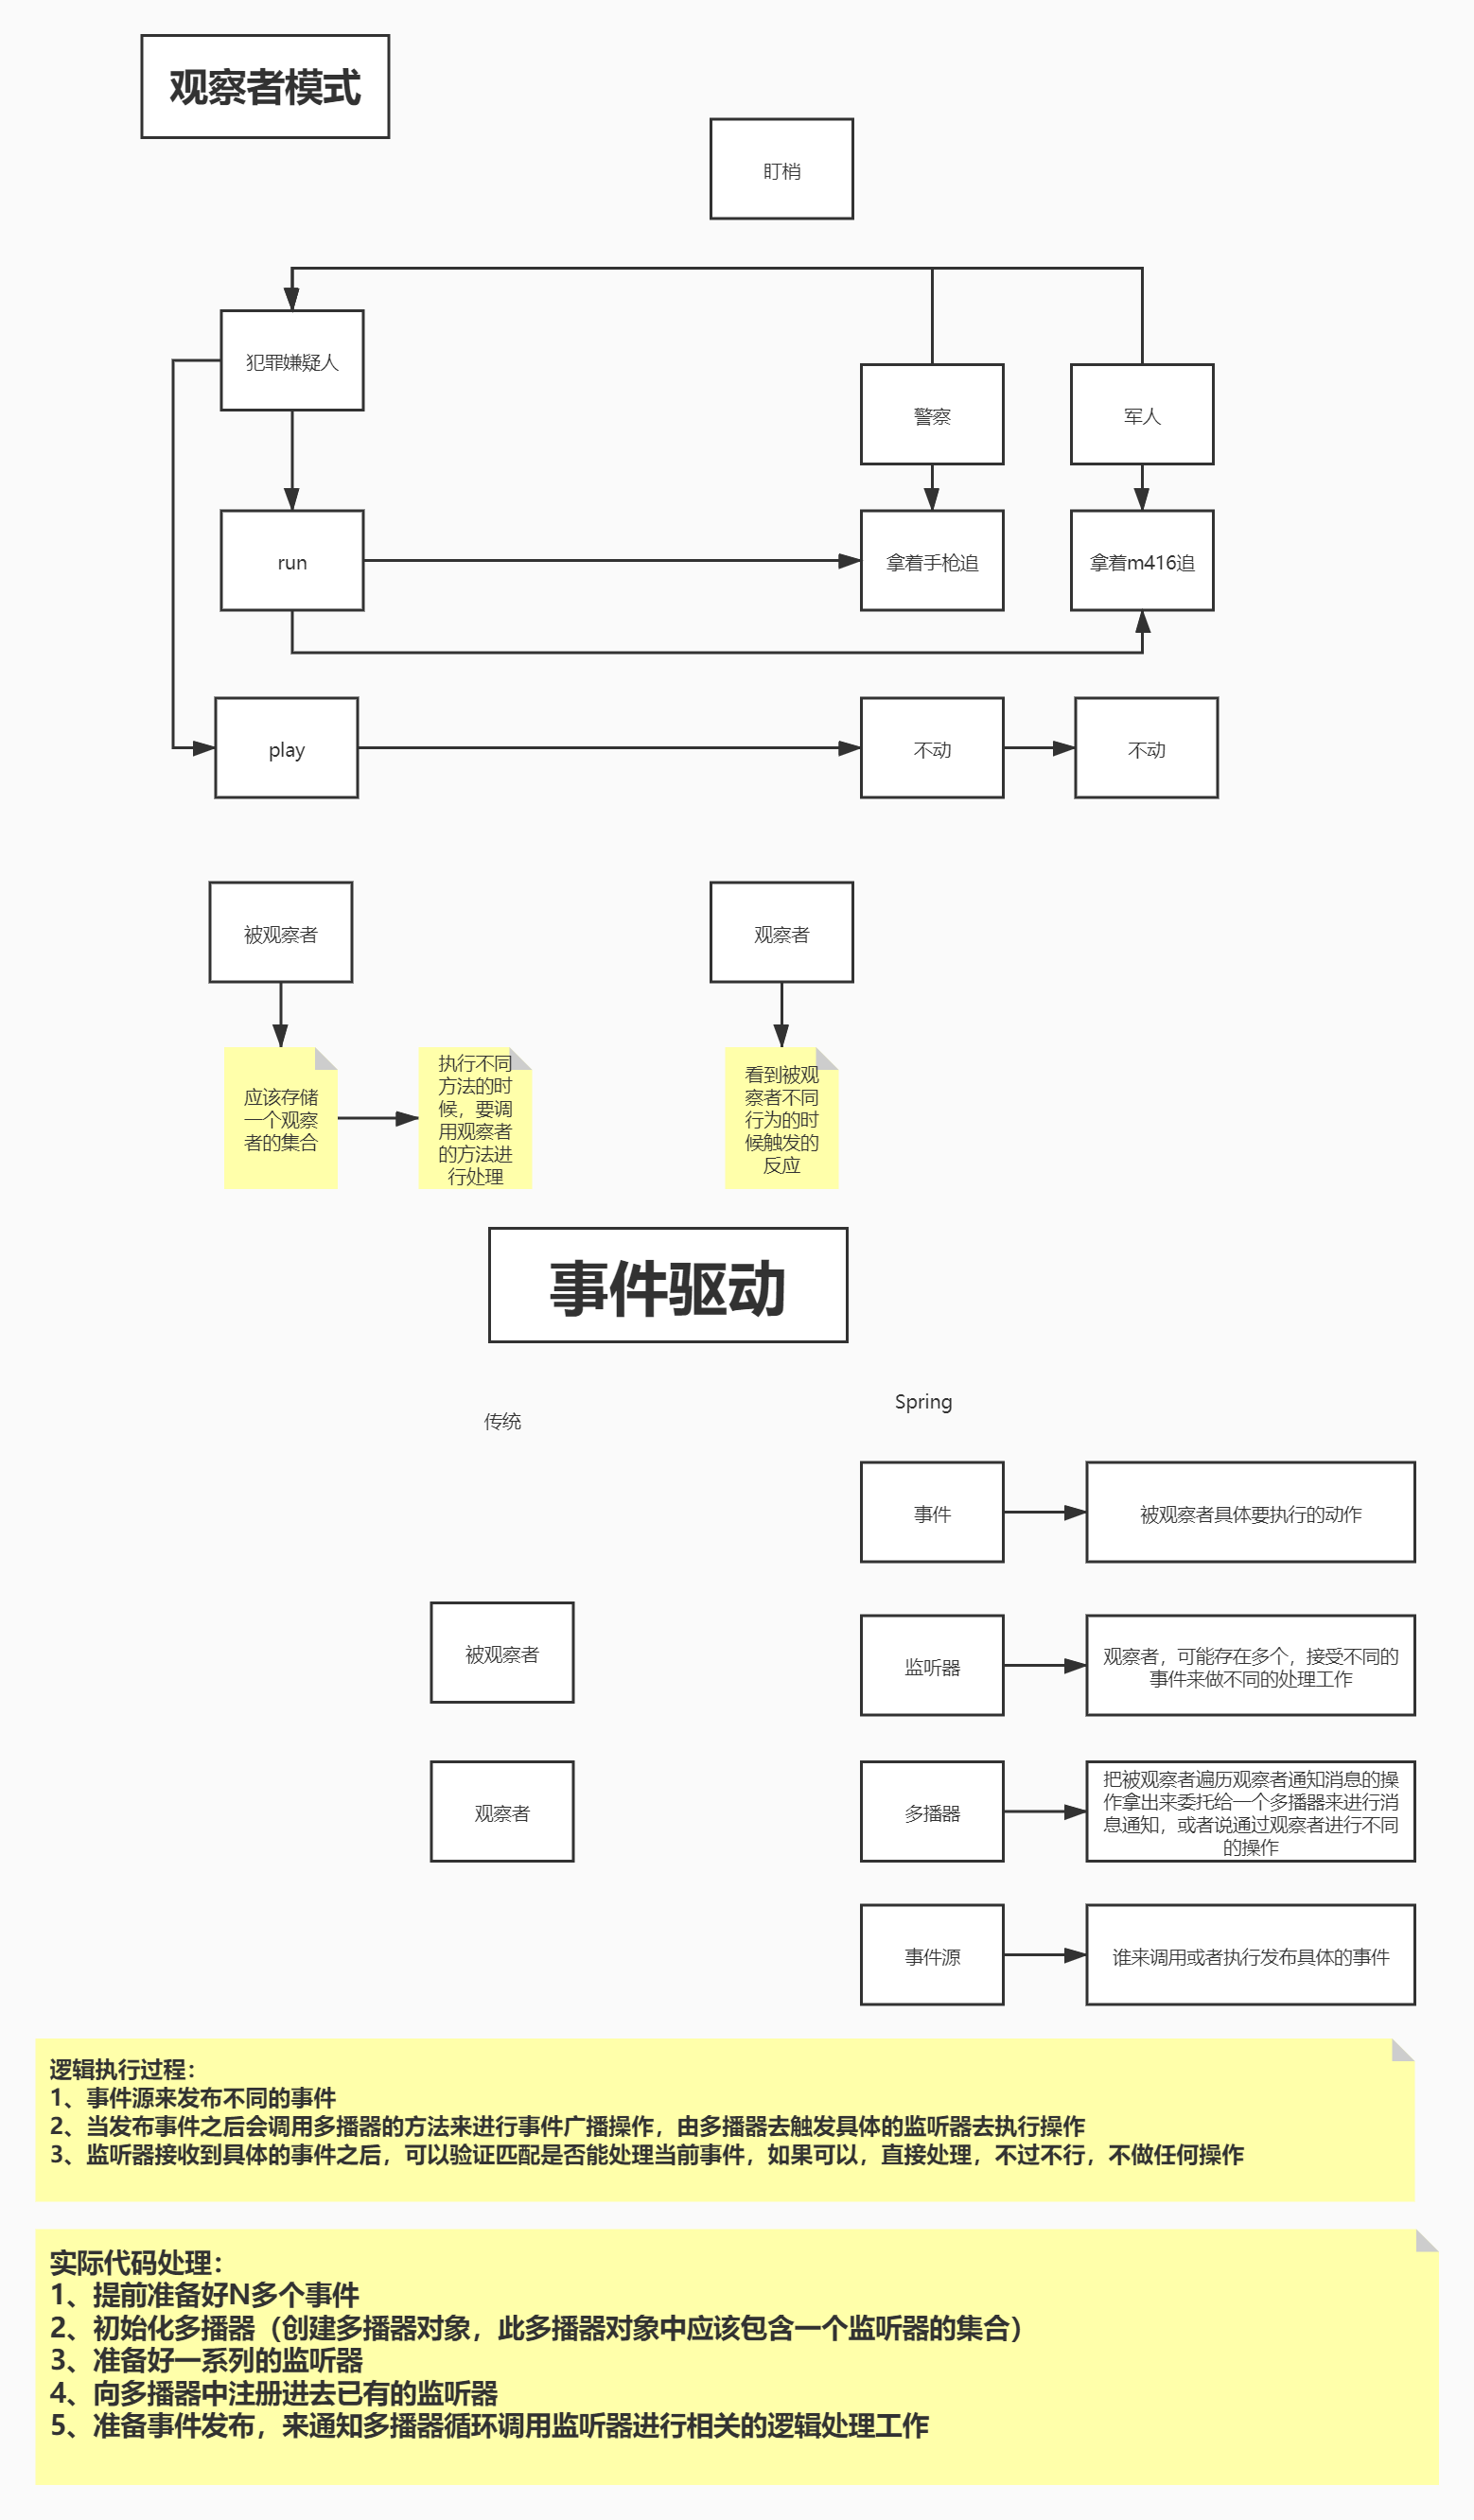 观察者模式
盯梢
犯罪嫌疑人
警察
军人
run
拿着手枪追
拿着m416追
play
不动
不动
被观察者
观察者
应该存储
一个观察
者的集合
执行不同
方法的时
候，要调
用观察者
的方法进
行处理
看到被观
察者不同
行为的时
候触发的
反应
事件驱动
传统
Spring
事件
被观察者具体要执行的动作
被观察者
监听器
观察者，可能存在多个，接受不同的
事件来做不同的处理工作
观察者
多播器
把被观察者遍历观察者通知消息的操
作拿出来委托给一个多播器来进行消
息通知，或者说通过观察者进行不同
的操作
事件源
谁来调用或者执行发布具体的事件
逻辑执行过程：
1、事件源来发布不同的事件
2、当发布事件之后会调用多播器的方法来进行事件广播操作，由多播器去触发具体的监听器去执行操作
3、监听器接收到具体的事件之后，可以验证匹配是否能处理当前事件，如果可以，直接处理，不过不行，不做任何操作
实际代码处理：
1、提前准备好N多个事件
2、初始化多播器（创建多播器对象，此多播器对象中应该包含一个监听器的集合）
3、准备好一系列的监听器
4、向多播器中注册进去已有的监听器
5、准备事件发布，来通知多播器循环调用监听器进行相关的逻辑处理工作